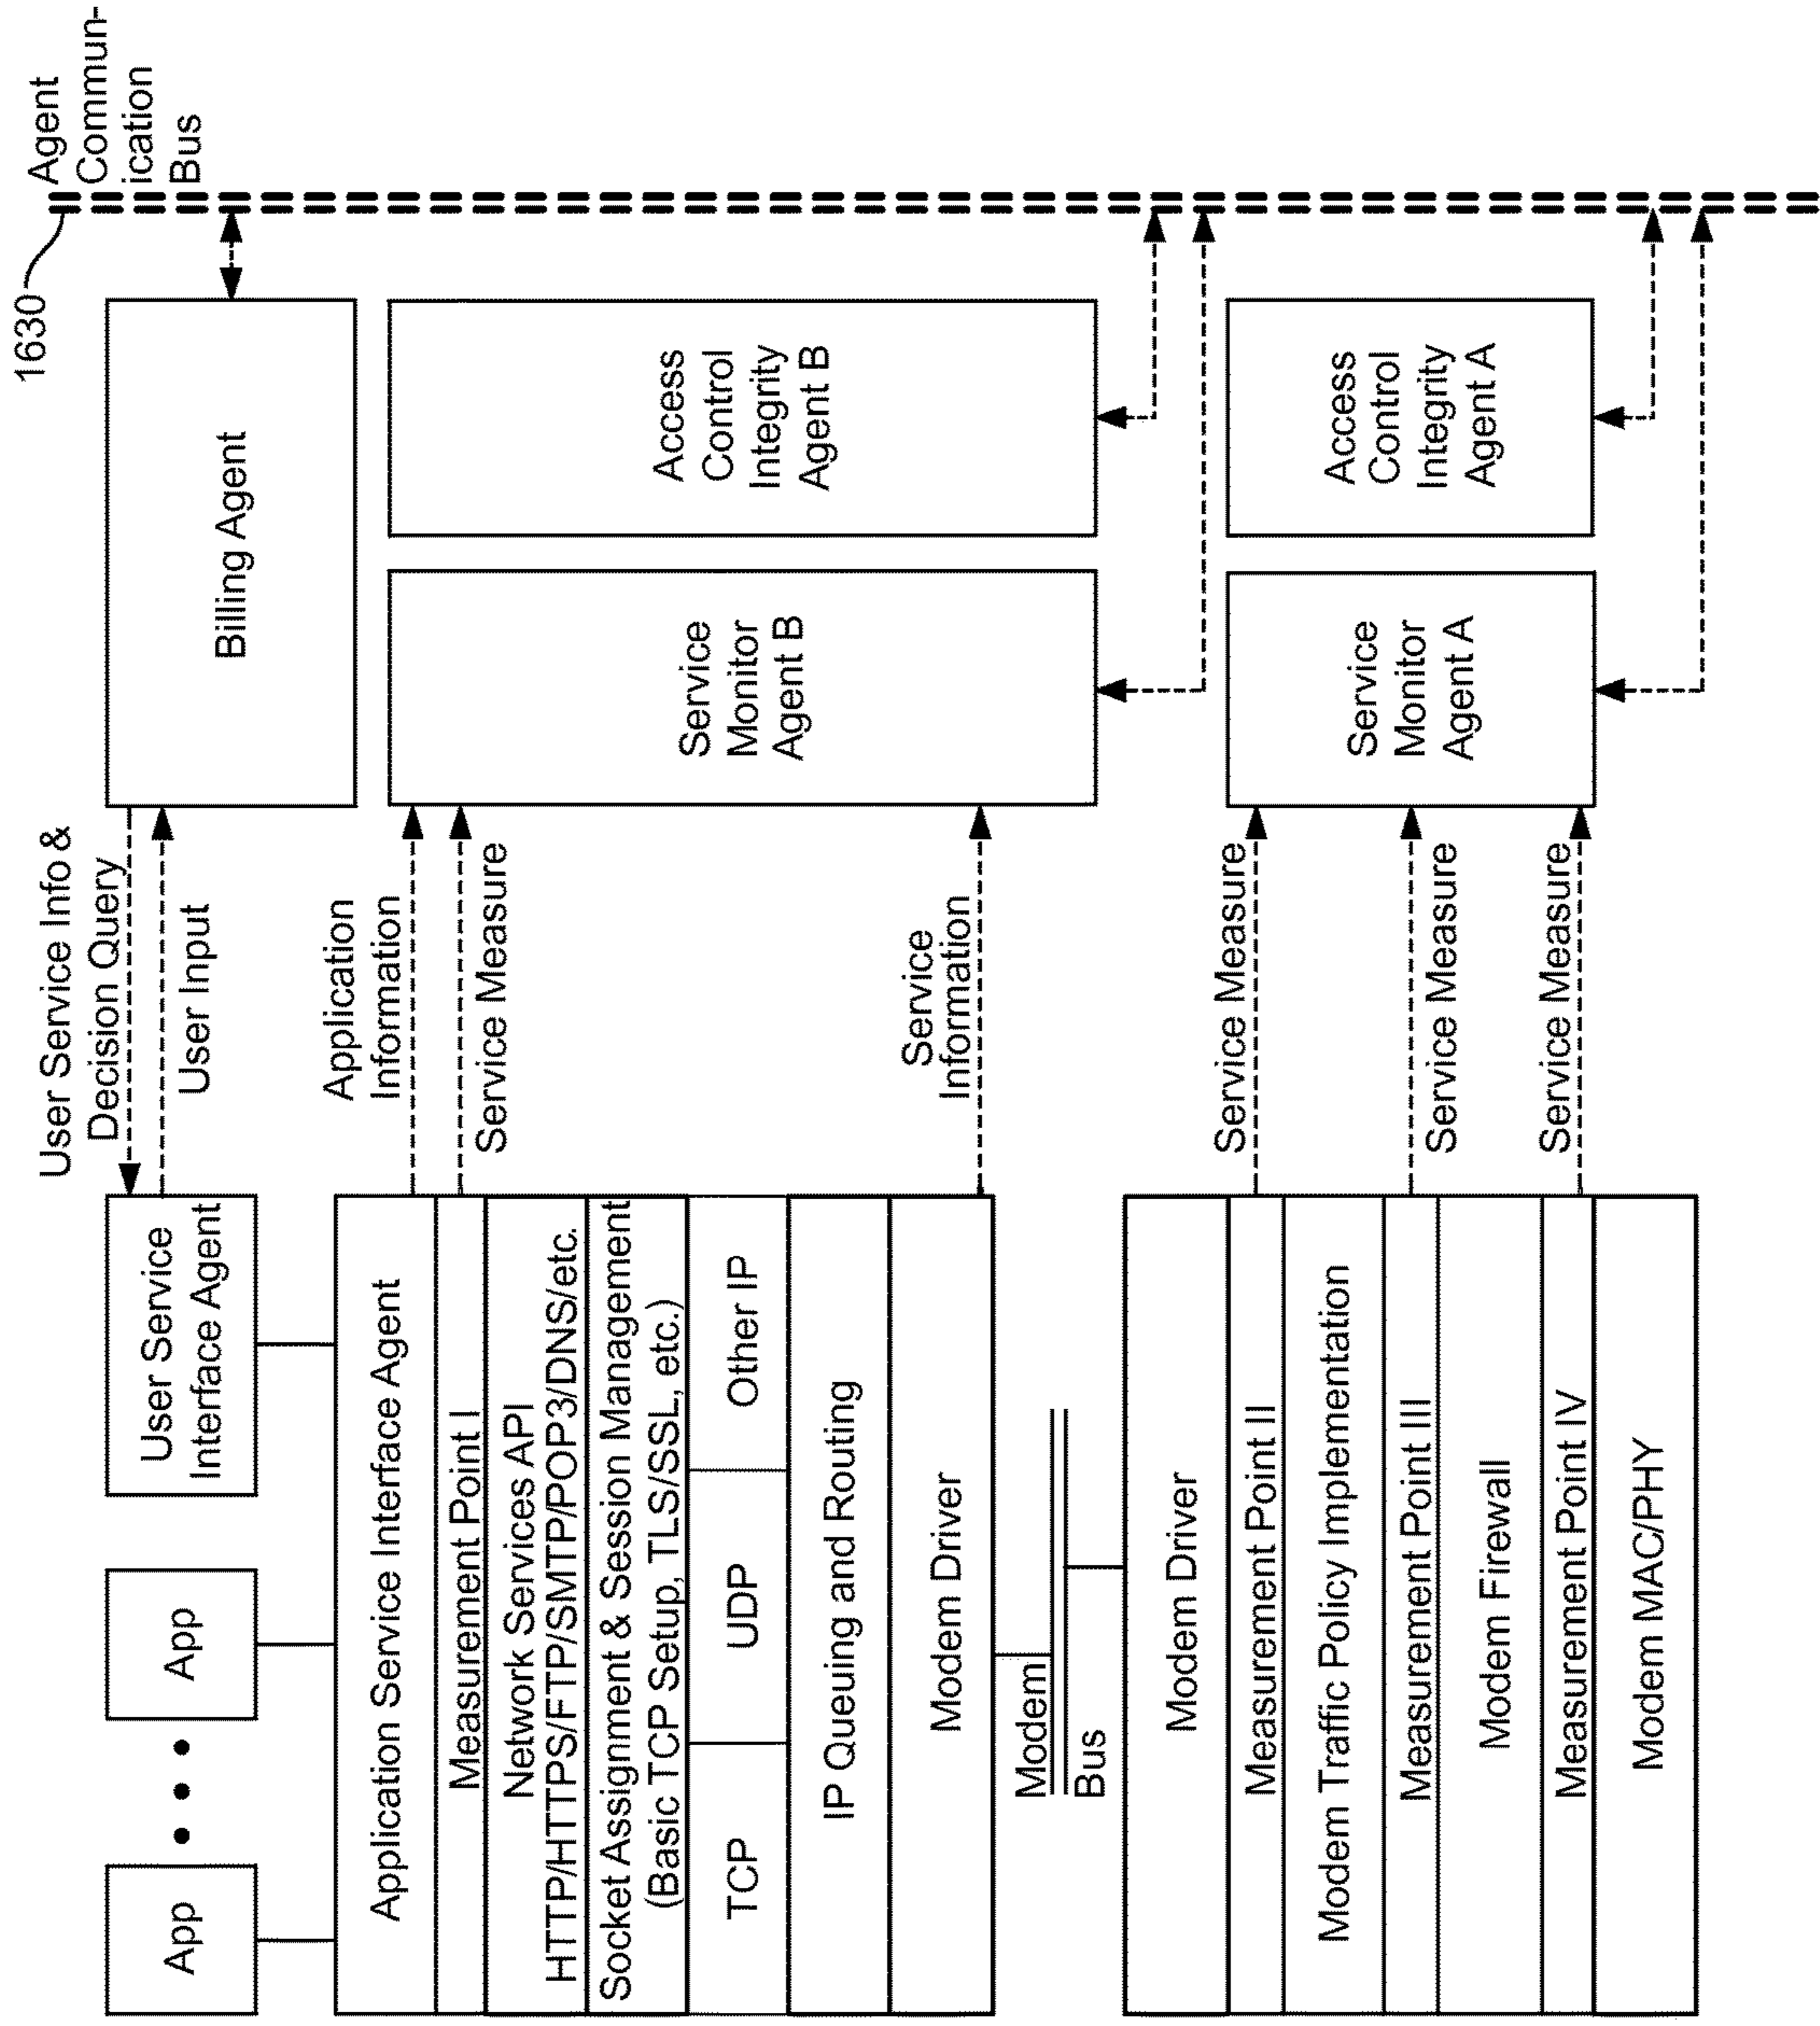 App
App
User Service
Interface Agent
User Service Info &
Decision Query
User Input
Billing Agent
1630
Agent
Commun-
ication
Bus
Application Service Interface Agent
Measurement Point I
Network Services API
HTTP/HTTPS/FTP/SMTP/POP3/DNS/etc.
Socket Assignment & Session Management
(Basic TCP Setup, TLS/SSL, etc.)
TCP
UDP
Other IP
IP Queuing and Routing
Modem Driver
Application
Information
Service Measure
Service
Information
Service
Monitor
Agent B
Access
Control
Integrity
Agent B
Modem
Bus
Modem Driver
Measurement Point II
Modem Traffic Policy Implementation
Measurement Point III
Modem Firewall
Measurement Point IV
Modem MAC/PHY
Service Measure
Service Measure
Service Measure
Service
Monitor
Agent A
Access
Control
Integrity
Agent A